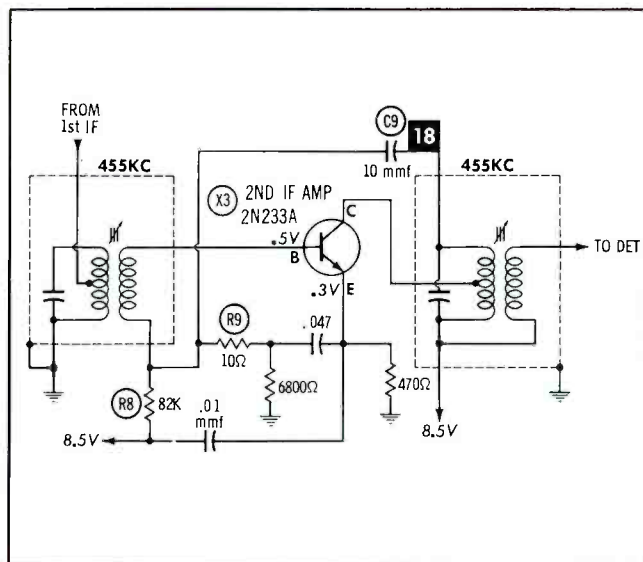 FROM
1st IF
455KC
C9
18
10 mmf
455KC
X3
2ND IF AMP
2N233A
C
.5V
B
.3V
E
TO DET
R9
10Ω
.047
6800Ω
470Ω
R8
82K
.01
mmf
8.5V
8.5V